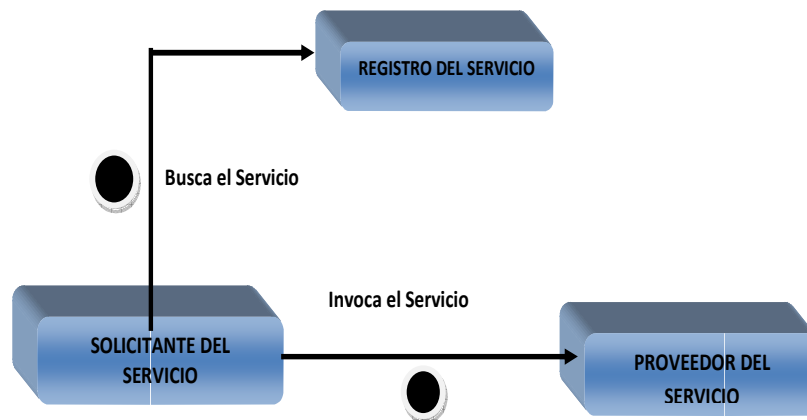 REGISTRO DEL SERVICIO
Busca el Servicio
Invoca el Servicio
SOLICITANTE DEL
SERVICIO
PROVEEDOR DEL
SERVICIO